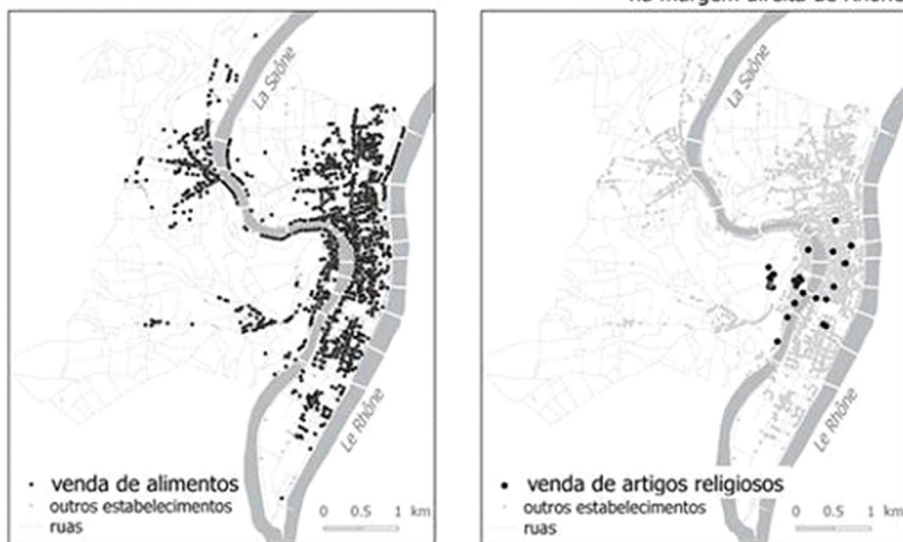 na margem direita do Rhône
La Saône
Le Rhône
venda de alimentos
outros estabelecimentos
ruas
0 0.5 1 km
La Saône
Le Rhône
venda de artigos religiosos
outros estabelecimentos
ruas
0 0.5 1 km